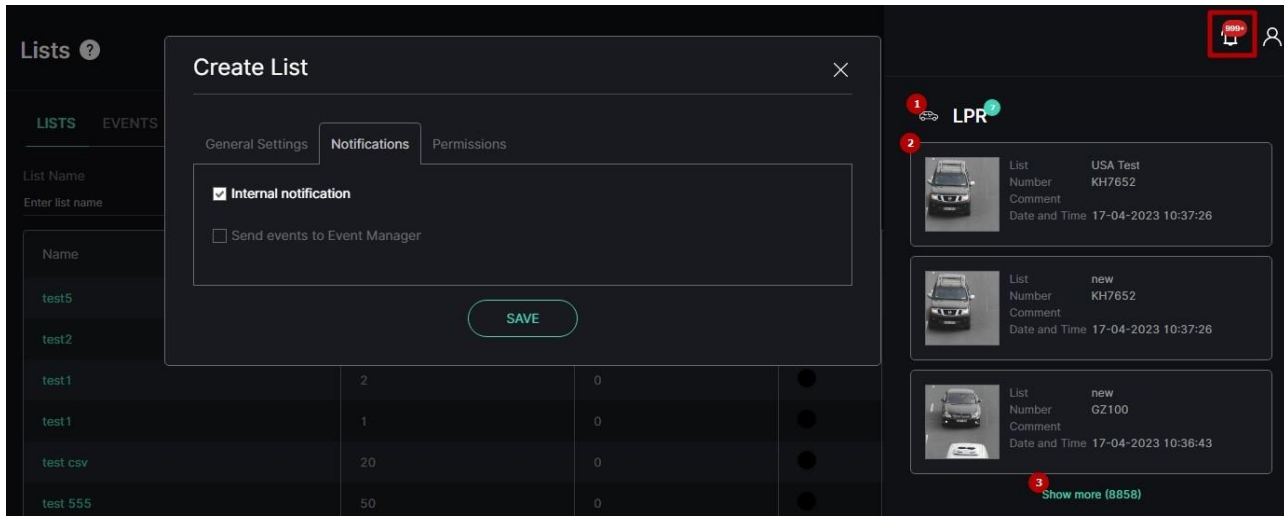 999+
Lists ?
Create List
1
LPR 7
LISTS EVENTS
General Settings Notifications Permissions
2
List USA Test
Number KH7652
Comment
Date and Time 17-04-2023 10:37:26
List Name
Enter list name
Internal notification
Send events to Event Manager
Name
List new
Number KH7652
Comment
Date and Time 17-04-2023 10:37:26
test5
SAVE
test2
test1 2 0
List new
Number GZ100
Comment
Date and Time 17-04-2023 10:36:43
test1 1 0
test csv 20 0
3
Show more (8858)
test 555 50 0